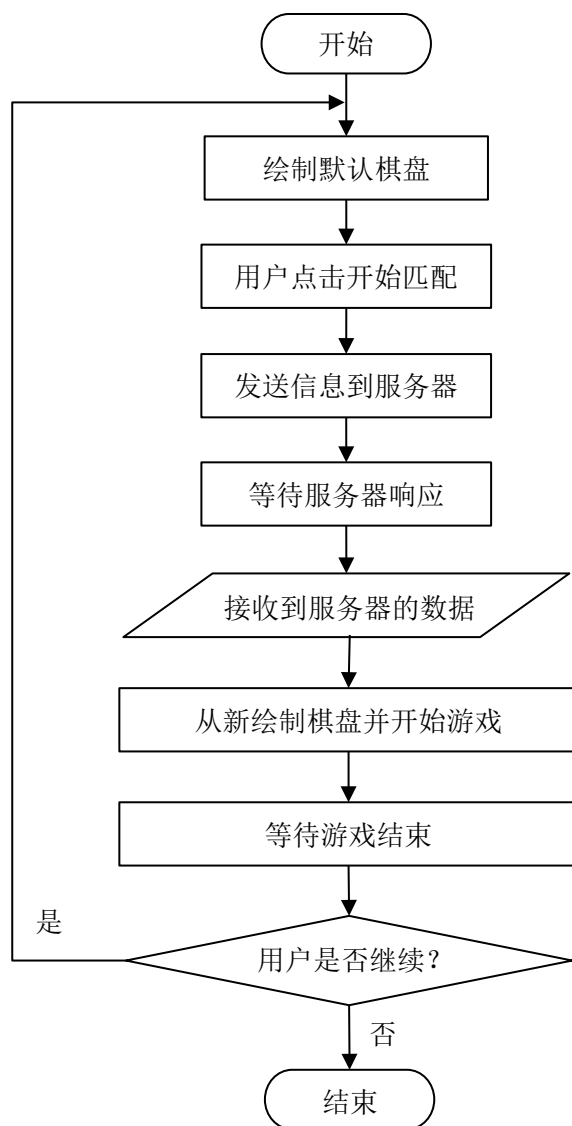 开始
绘制默认棋盘
用户点击开始匹配
发送信息到服务器
等待服务器响应
接收到服务器的数据
从新绘制棋盘并开始游戏
等待游戏结束
是
用户是否继续？
否
结束